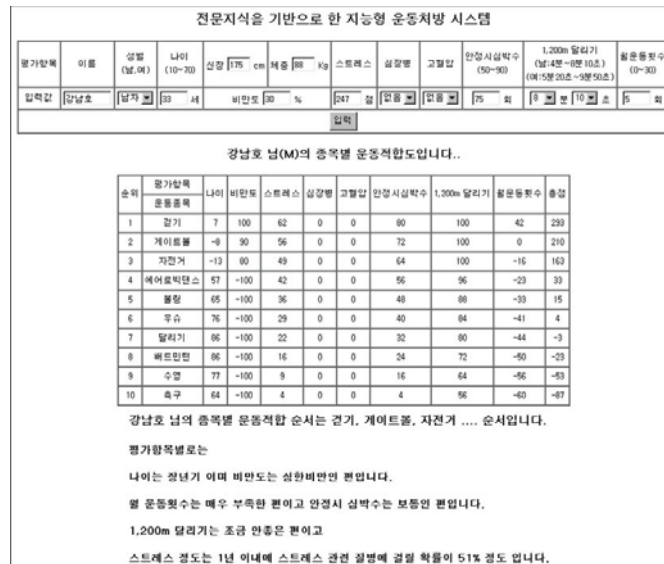 전문지식을 기반으로 한 지능형 운동처방 시스템
평가항목 이름 성별 (남,여) 나이 (10~70) 신장 175 cm 체중 88 Kg 스트레스 심장병 고혈압 안정시심박수 (50~90) 1,200m 달리기 (남:4분~8분10초) (여:5분20초~9분50초) 월운동횟수 (0~30)
입력값 강남호 남자 33 세 비만도 30 % 247 점 없음 없음 75 회 8 분 10 초 5 회
입력
강남호 님(M)의 종목별 운동적합도입니다..
순위 평가항목 운동종목 나이 비만도 스트레스 심장병 고혈압 안정시심박수 1,200m 달리기 월운동횟수 총점
1 걷기 7 100 62 0 0 80 100 42 293
2 게이트볼 -8 90 56 0 0 72 100 0 210
3 자전거 -13 80 49 0 0 64 100 -16 163
4 에어로빅댄스 57 -100 42 0 0 56 96 -23 33
5 볼링 65 -100 36 0 0 48 88 -33 15
6 우슈 76 -100 29 0 0 40 84 -41 4
7 달리기 86 -100 22 0 0 32 80 -44 -3
8 배드민턴 86 -100 16 0 0 24 72 -50 -23
9 수영 77 -100 9 0 0 16 64 -56 -53
10 축구 64 -100 4 0 0 4 56 -60 -87
강남호 님의 종목별 운동적합 순서는 걷기, 게이트볼, 자전거 .... 순서입니다.
평가항목별로는
나이는 장년기 이며 비만도는 심한비만인 편입니다.
월 운동횟수는 매우 부족한 편이고 안정시 심박수는 보통인 편입니다.
1,200m 달리기는 조금 안좋은 편이고
스트레스 정도는 1년 이내에 스트레스 관련 질병에 걸릴 확률이 51% 정도 입니다.